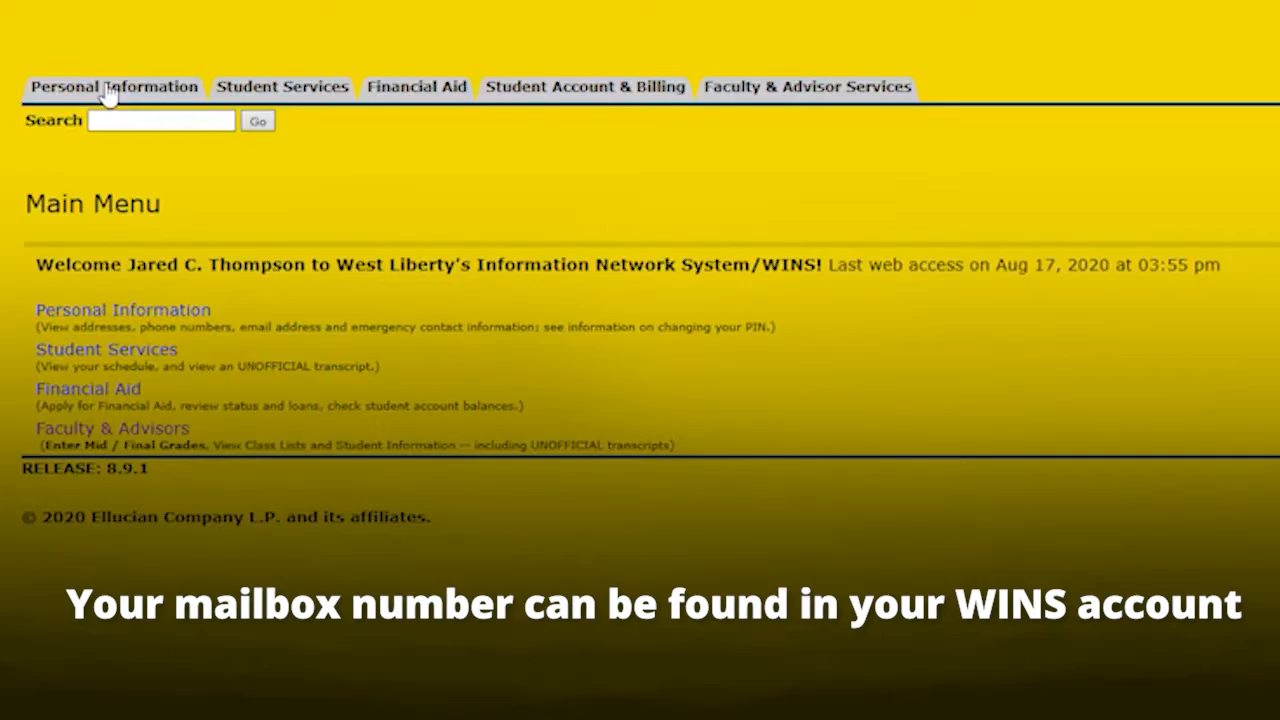 Personal Information Student Services Financial Aid Student Account & Billing Faculty & Advisor Services
Search Go
Main Menu
Welcome Jared C. Thompson to West Liberty's Information Network System/WINS! Last web access on Aug 17, 2020 at 03:55 pm
Personal Information
(View addresses, phone numbers, email address and emergency contact information; see information on changing your PIN.)
Student Services
(View your schedule, and view an UNOFFICIAL transcript.)
Financial Aid
(Apply for Financial Aid, review status and loans, check student account balances.)
Faculty & Advisors
(Enter Mid / Final Grades, View Class Lists and Student Information -- including UNOFFICIAL transcripts)
RELEASE: 8.9.1
© 2020 Ellucian Company L.P. and its affiliates.
Your mailbox number can be found in your WINS account